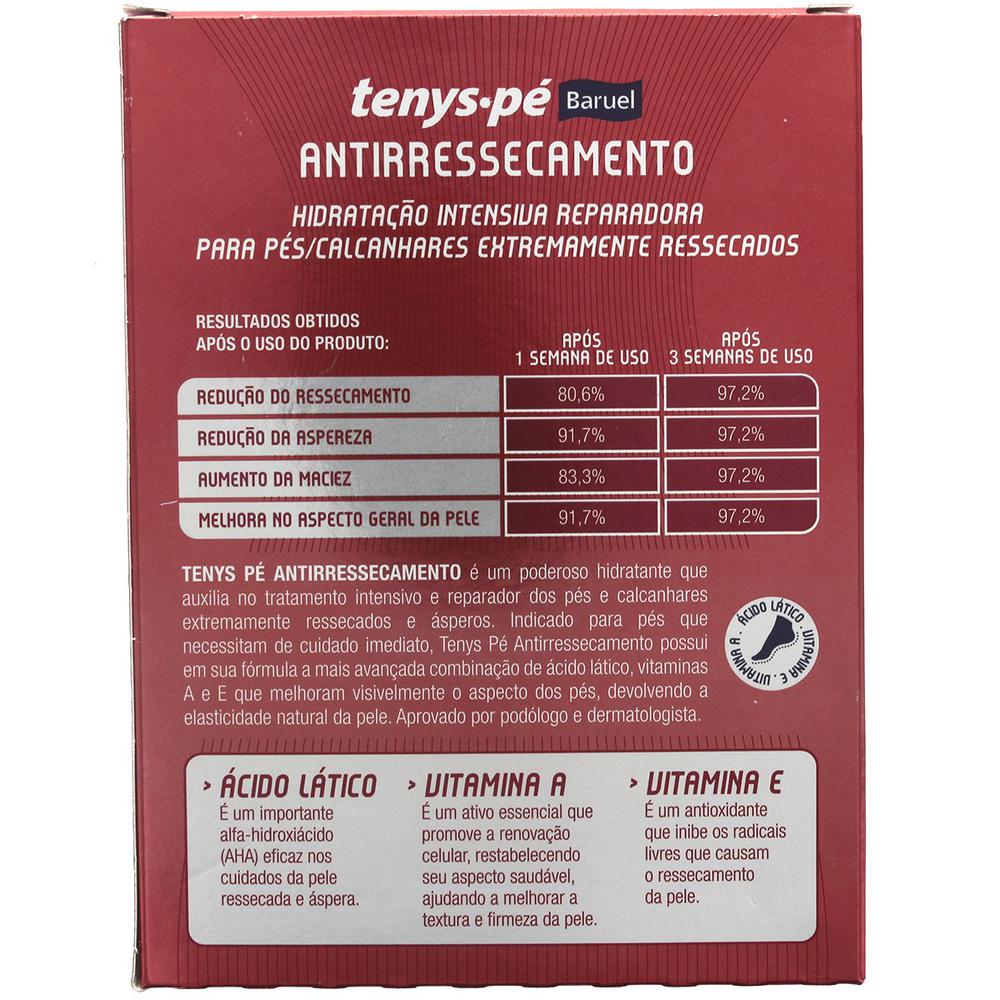 tenys·pé Baruel
ANTIRRESSECAMENTO
HIDRATAÇÃO INTENSIVA REPARADORA
PARA PÉS/CALCANHARES EXTREMAMENTE RESSECADOS
RESULTADOS OBTIDOS
APÓS O USO DO PRODUTO:
APÓS
1 SEMANA DE USO
APÓS
3 SEMANAS DE USO
REDUÇÃO DO RESSECAMENTO 80,6% 97,2%
REDUÇÃO DA ASPEREZA 91,7% 97,2%
AUMENTO DA MACIEZ 83,3% 97,2%
MELHORA NO ASPECTO GERAL DA PELE 91,7% 97,2%
TENYS PÉ ANTIRRESSECAMENTO é um poderoso hidratante que
auxilia no tratamento intensivo e reparador dos pés e calcanhares
extremamente ressecados e ásperos. Indicado para pés que
necessitam de cuidado imediato, Tenys Pé Antirressecamento possui
em sua fórmula a mais avançada combinação de ácido lático, vitaminas
A e E que melhoram visivelmente o aspecto dos pés, devolvendo a
elasticidade natural da pele. Aprovado por podólogo e dermatologista.
ÁCIDO LÁTICO. VITAMINA E. VITAMINA A.
> ÁCIDO LÁTICO
É um importante
alfa-hidroxiácido
(AHA) eficaz nos
cuidados da pele
ressecada e áspera.
> VITAMINA A
É um ativo essencial que
promove a renovação
celular, restabelecendo
seu aspecto saudável,
ajudando a melhorar a
textura e firmeza da pele.
> VITAMINA E
É um antioxidante
que inibe os radicais
livres que causam
o ressecamento
da pele.